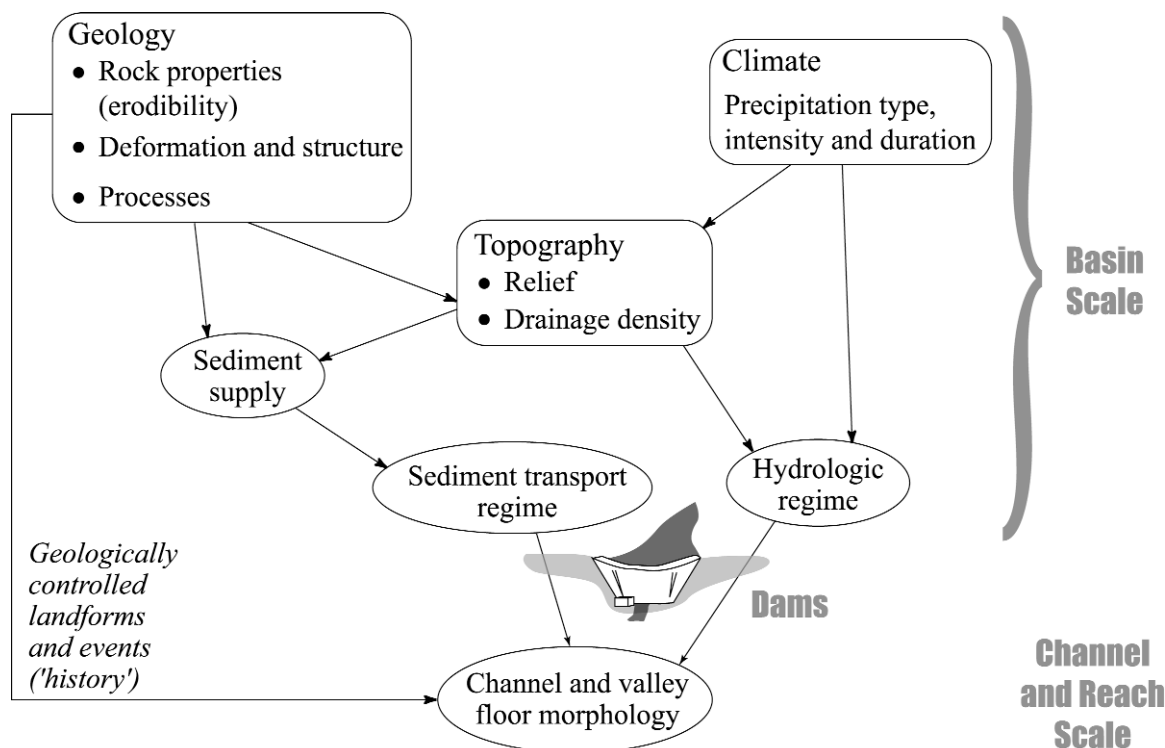 Geology
● Rock properties
(erodibility)
● Deformation and structure
● Processes
Climate
Precipitation type,
intensity and duration
Topography
● Relief
● Drainage density
Basin
Scale
Sediment
supply
Sediment transport
regime
Hydrologic
regime
Geologically
controlled
landforms
and events
('history')
Dams
Channel and valley
floor morphology
Channel
and Reach
Scale